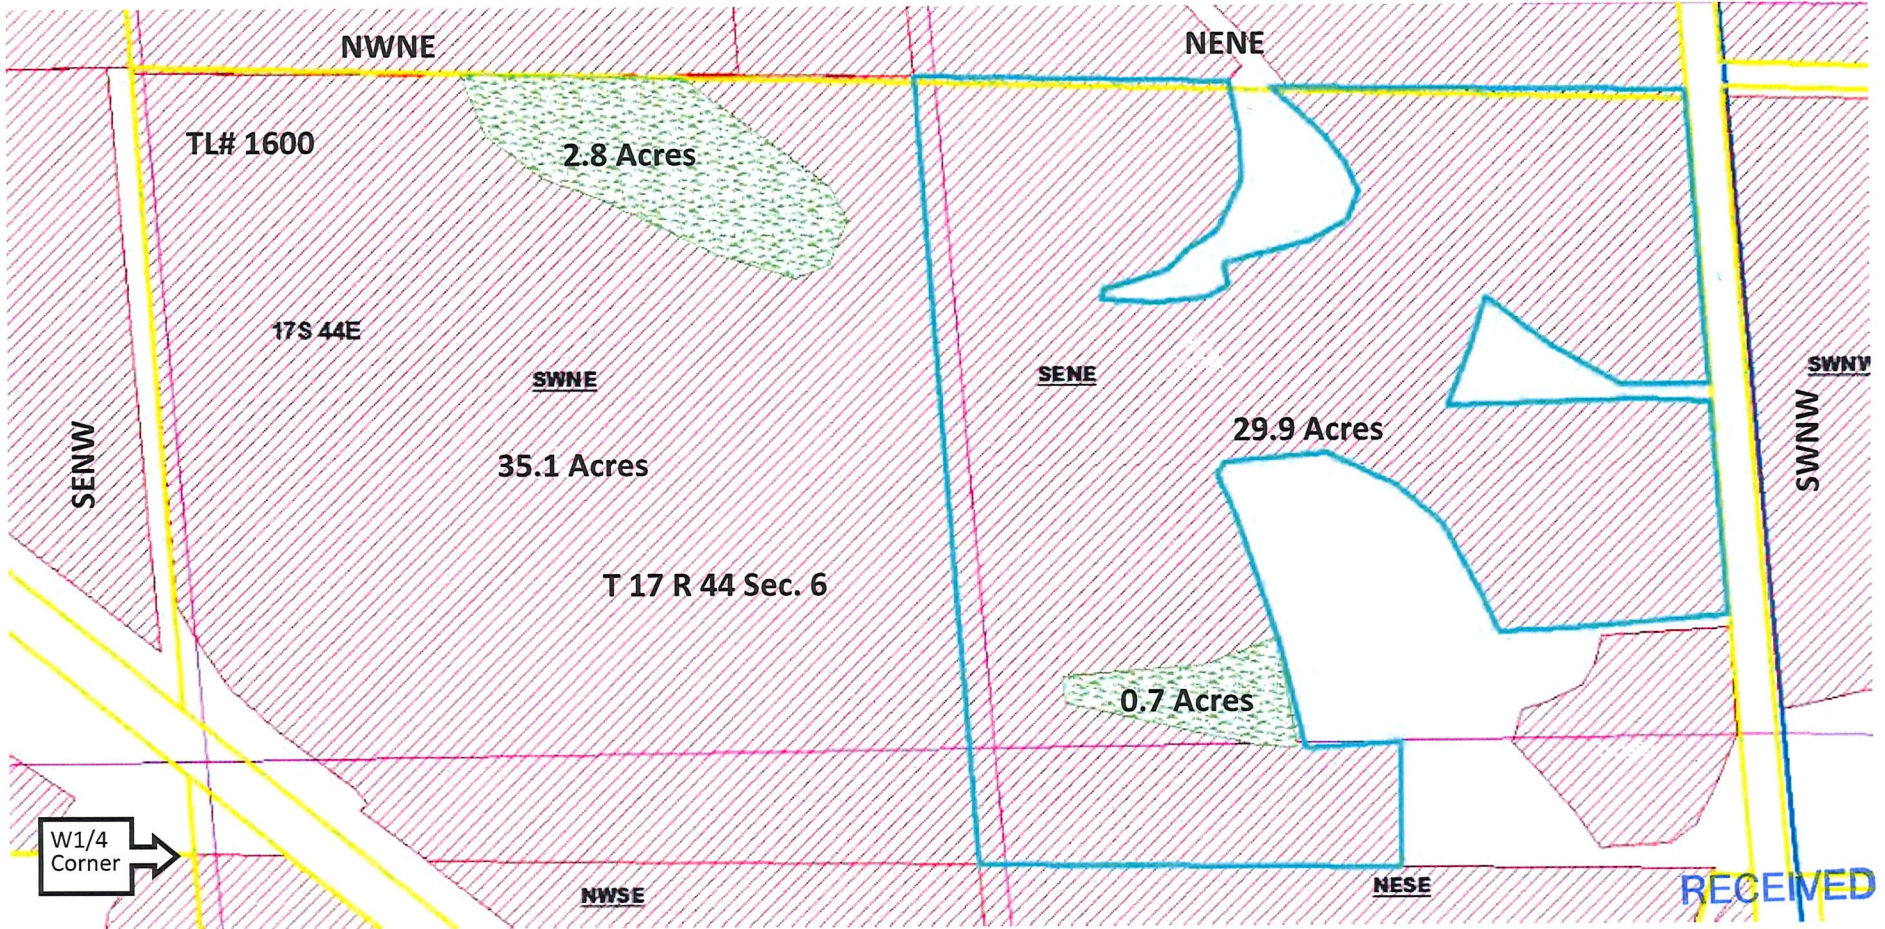 NWNE
NENE
TL# 1600
2.8 Acres
17S 44E
SWNE
SENE
SWNW
SENW
29.9 Acres
SWNW
35.1 Acres
T 17 R 44 Sec. 6
0.7 Acres
W1/4
Corner
NWSE
NESE
RECEIVED